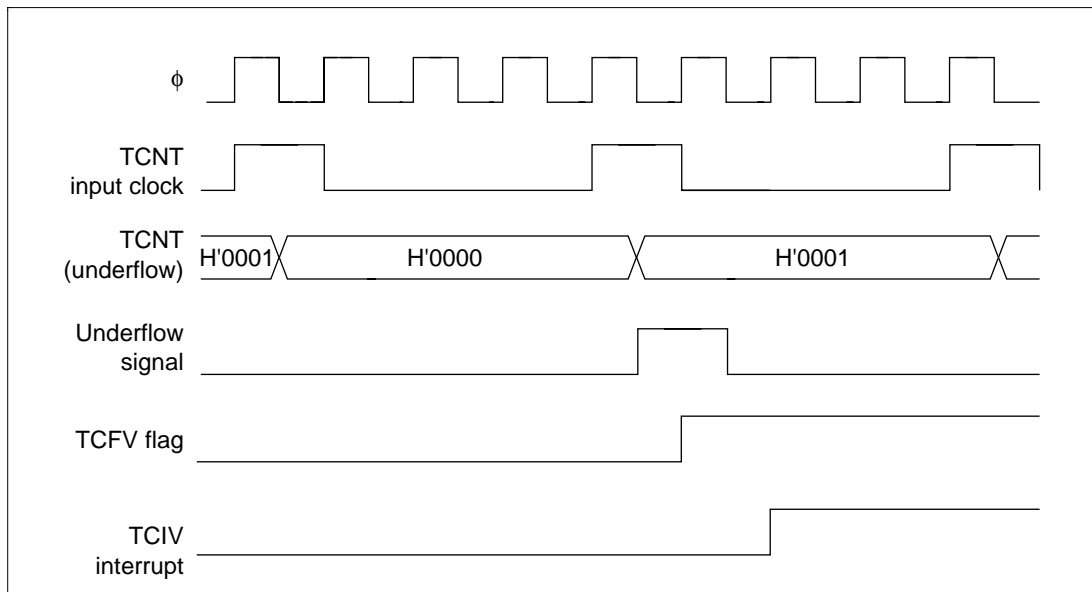 ϕ
TCNT
input clock
TCNT
(underflow)
H'0001 H'0000 H'0001
Underflow
signal
TCFV flag
TCIV
interrupt